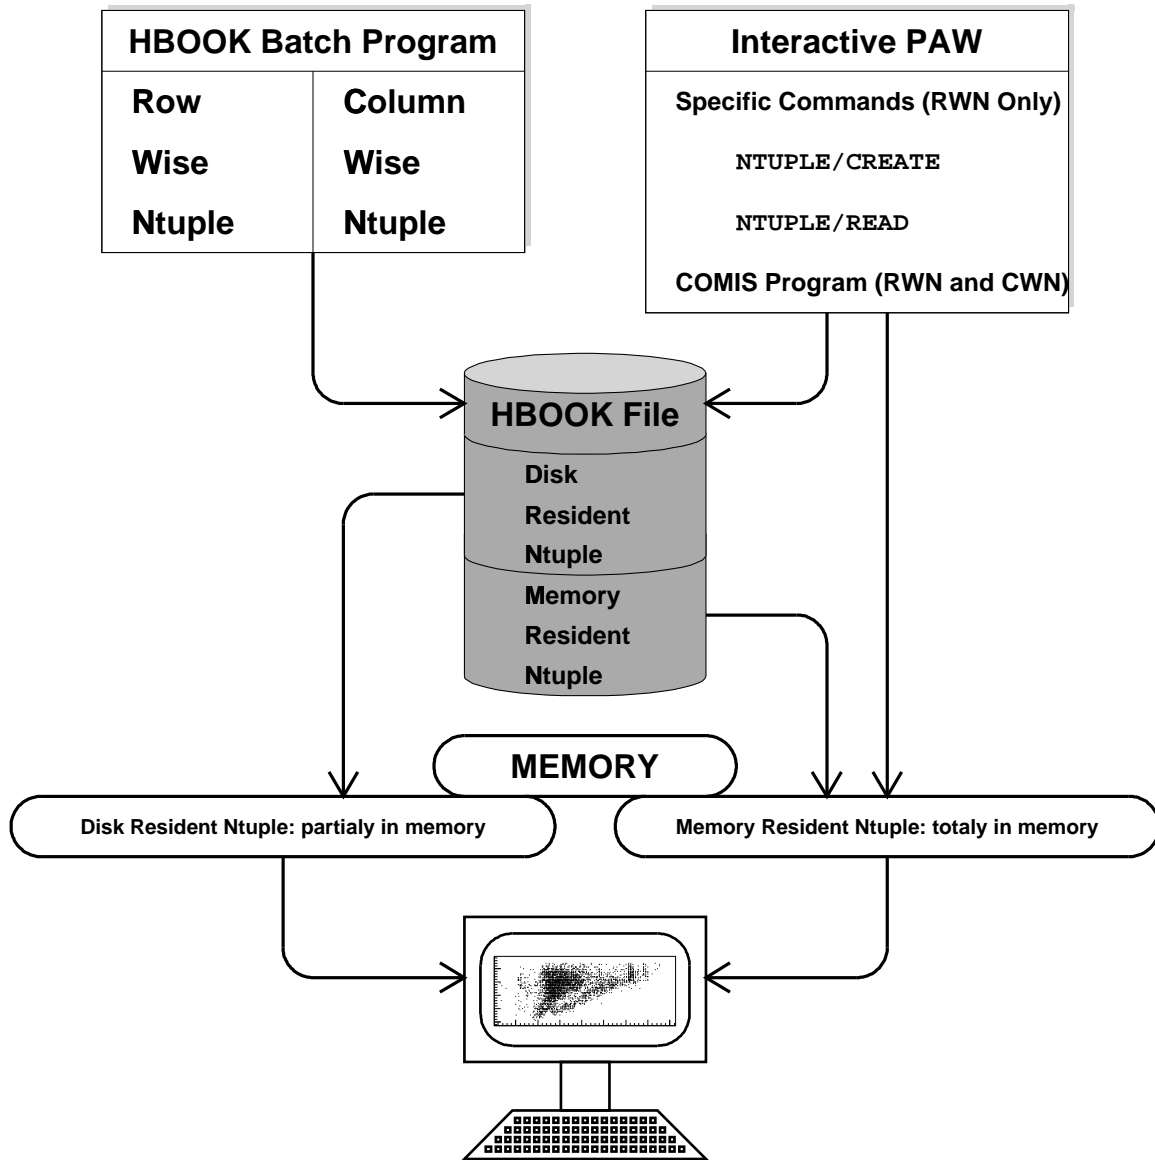 HBOOK Batch Program
Row
Wise
Ntuple
Column
Wise
Ntuple
Interactive PAW
Specific Commands (RWN Only)
NTUPLE/CREATE
NTUPLE/READ
COMIS Program (RWN and CWN)
HBOOK File
Disk
Resident
Ntuple
Memory
Resident
Ntuple
MEMORY
Disk Resident Ntuple: partialy in memory
Memory Resident Ntuple: totaly in memory